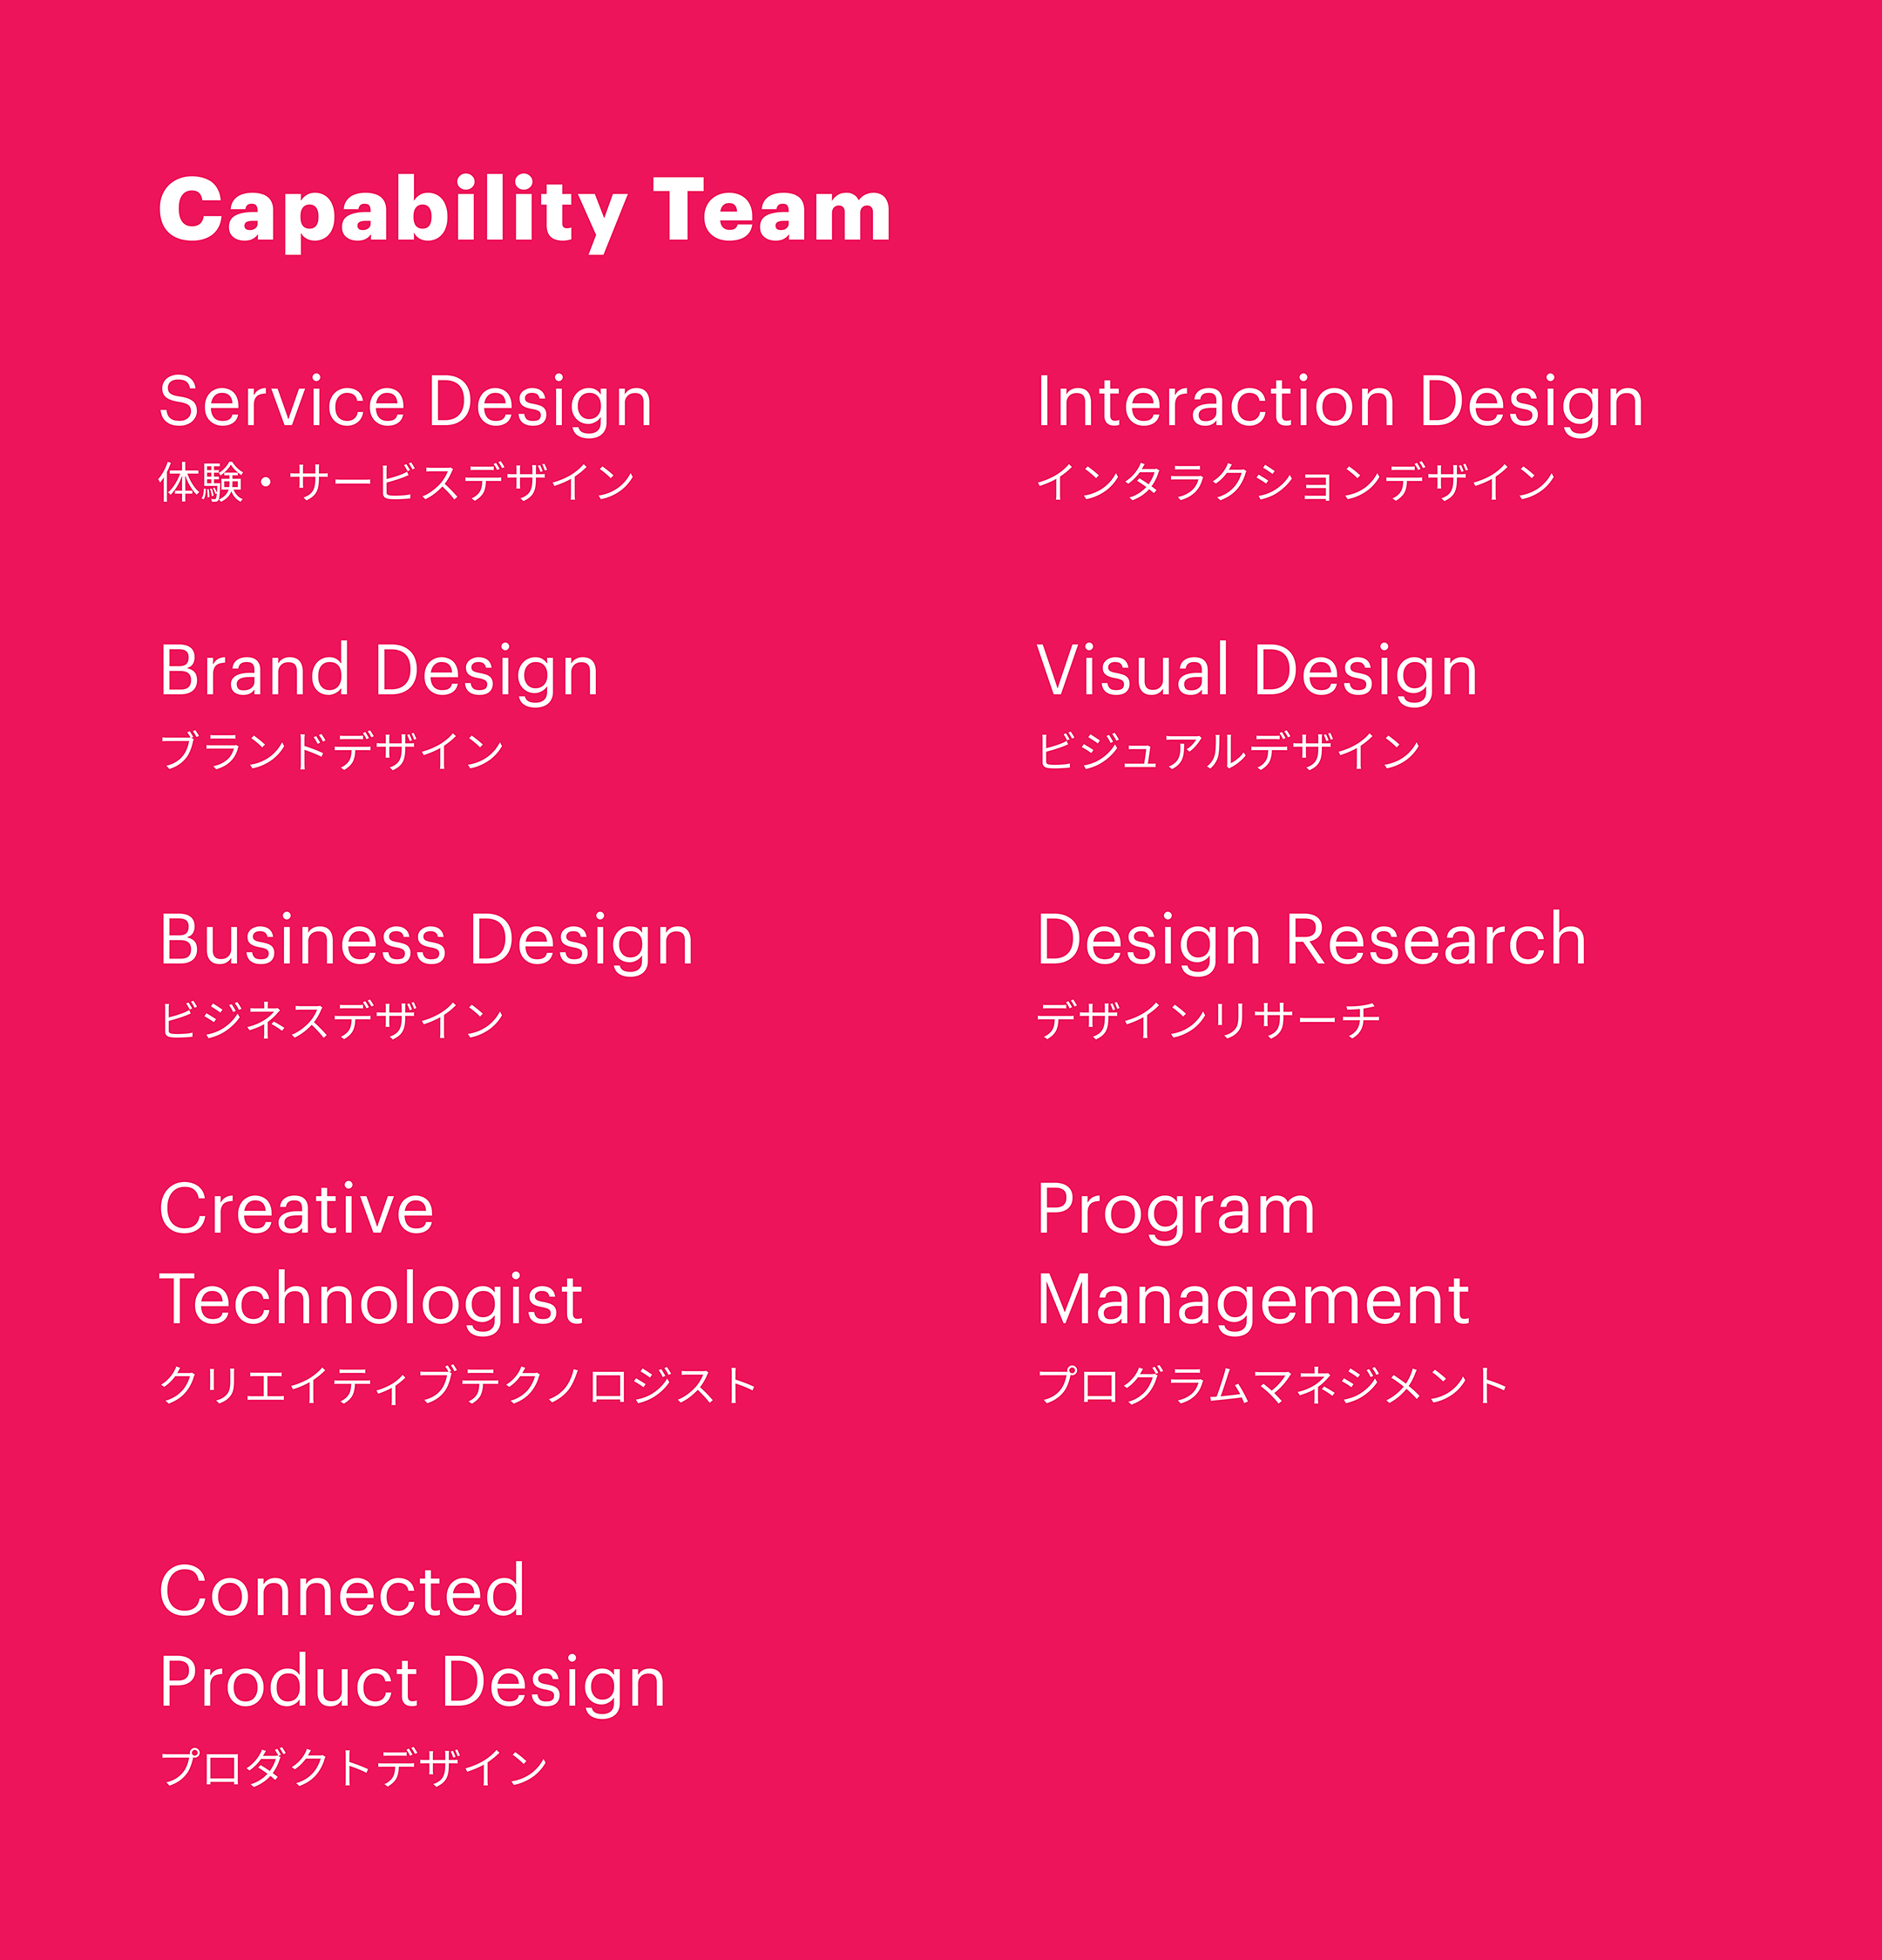 Capability Team
Service Design
体験・サービスデザイン
Interaction Design
インタラクションデザイン
Brand Design
ブランドデザイン
Visual Design
ビジュアルデザイン
Business Design
ビジネスデザイン
Design Research
デザインリサーチ
Creative
Technologist
クリエイティブテクノロジスト
Program
Management
プログラムマネジメント
Connected
Product Design
プロダクトデザイン